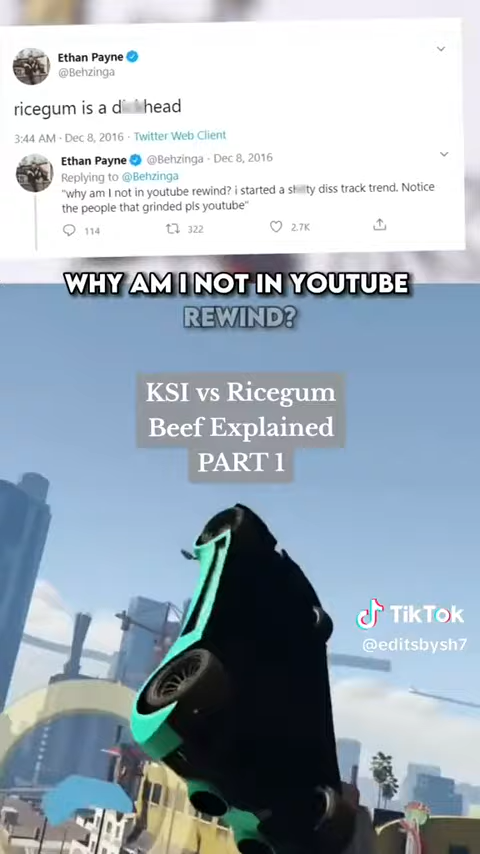 Ethan Payne
@Behzinga
ricegum is a d head
3:44 AM · Dec 8, 2016 · Twitter Web Client
Ethan Payne @Behzinga · Dec 8, 2016
Replying to @Behzinga
"why am I not in youtube rewind? i started a sh ty diss track trend. Notice
the people that grinded pls youtube"
114 322 2.7K
WHY AM I NOT IN YOUTUBE
REWIND?
KSI vs Ricegum
Beef Explained
PART 1
TikTok
@editsbysh7